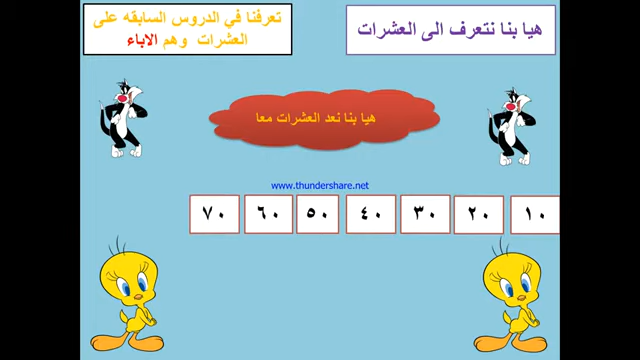 هيا بنا نتعرف الى العشرات
تعرفنا في الدروس السابقه على
العشرات وهم الاباء
هيا بنا نعد العشرات معا
www.thundershare.net
١٠ ٢٠ ٣٠ ٤٠ ٥٠ ٦٠ ٧٠